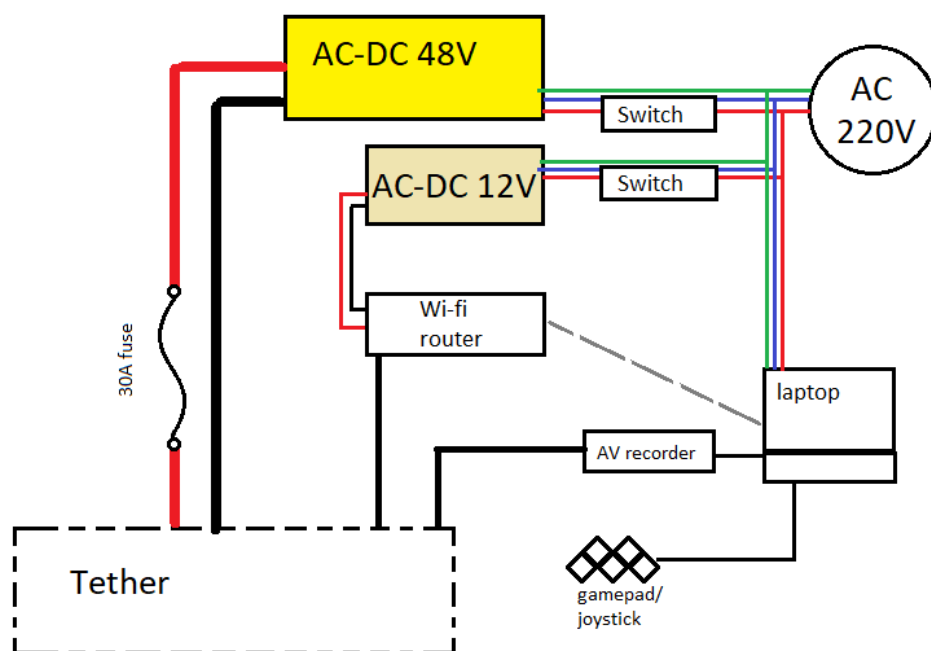 AC-DC 48V
AC
220V
Switch
AC-DC 12V
Switch
Wi-fi
router
30A fuse
laptop
AV recorder
Tether
gamepad/
joystick